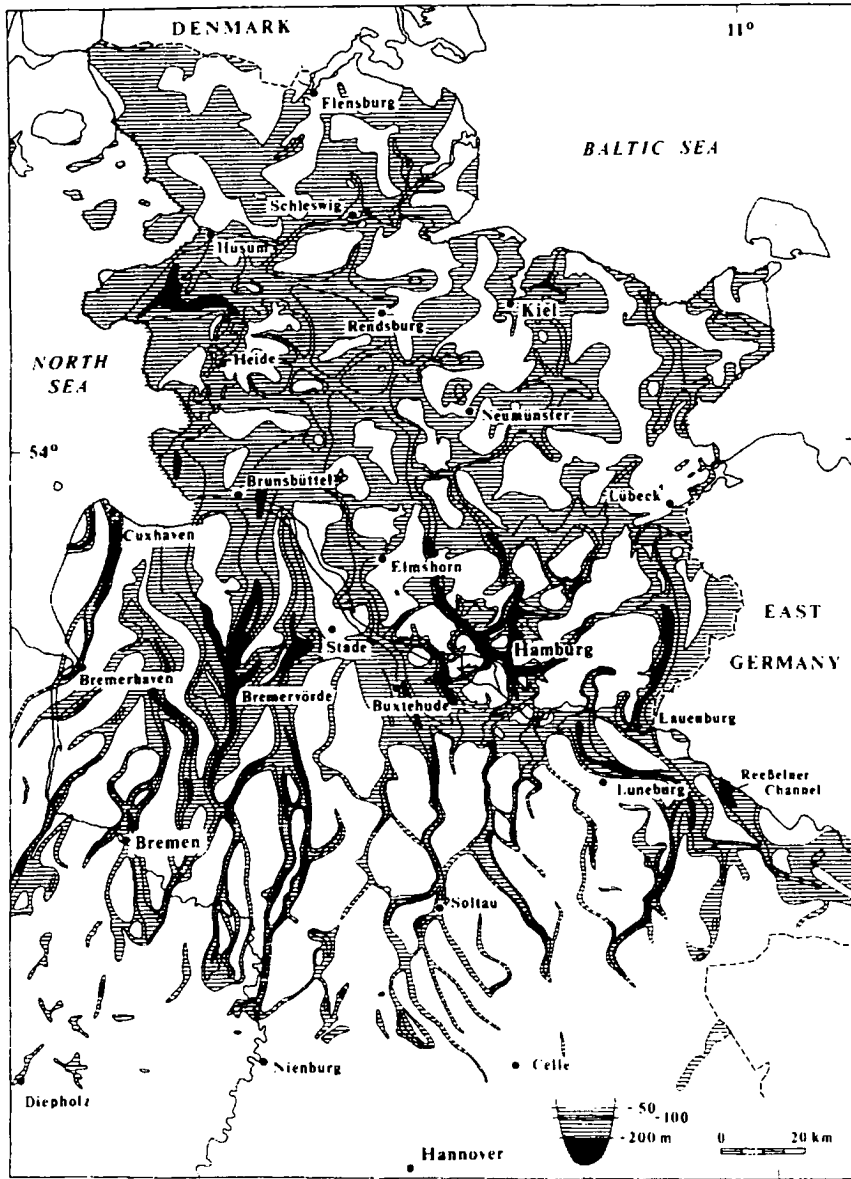 DENMARK
11°
Flensburg
BALTIC SEA
Schleswig
Husum
Kiel
Rendsburg
NORTH
SEA
Heide
Neumünster
54°
Brunsbüttel
Lübeck
Cuxhaven
Elmshorn
EAST
GERMANY
Stade
Hamburg
Bremerhaven
Bremervörde
Buxtehude
Lauenburg
Reeßelner
Channel
Luneburg
Bremen
Soltau
Nienburg
Celle
Diepholz
-50
-100
-200 m
0 20 km
Hannover